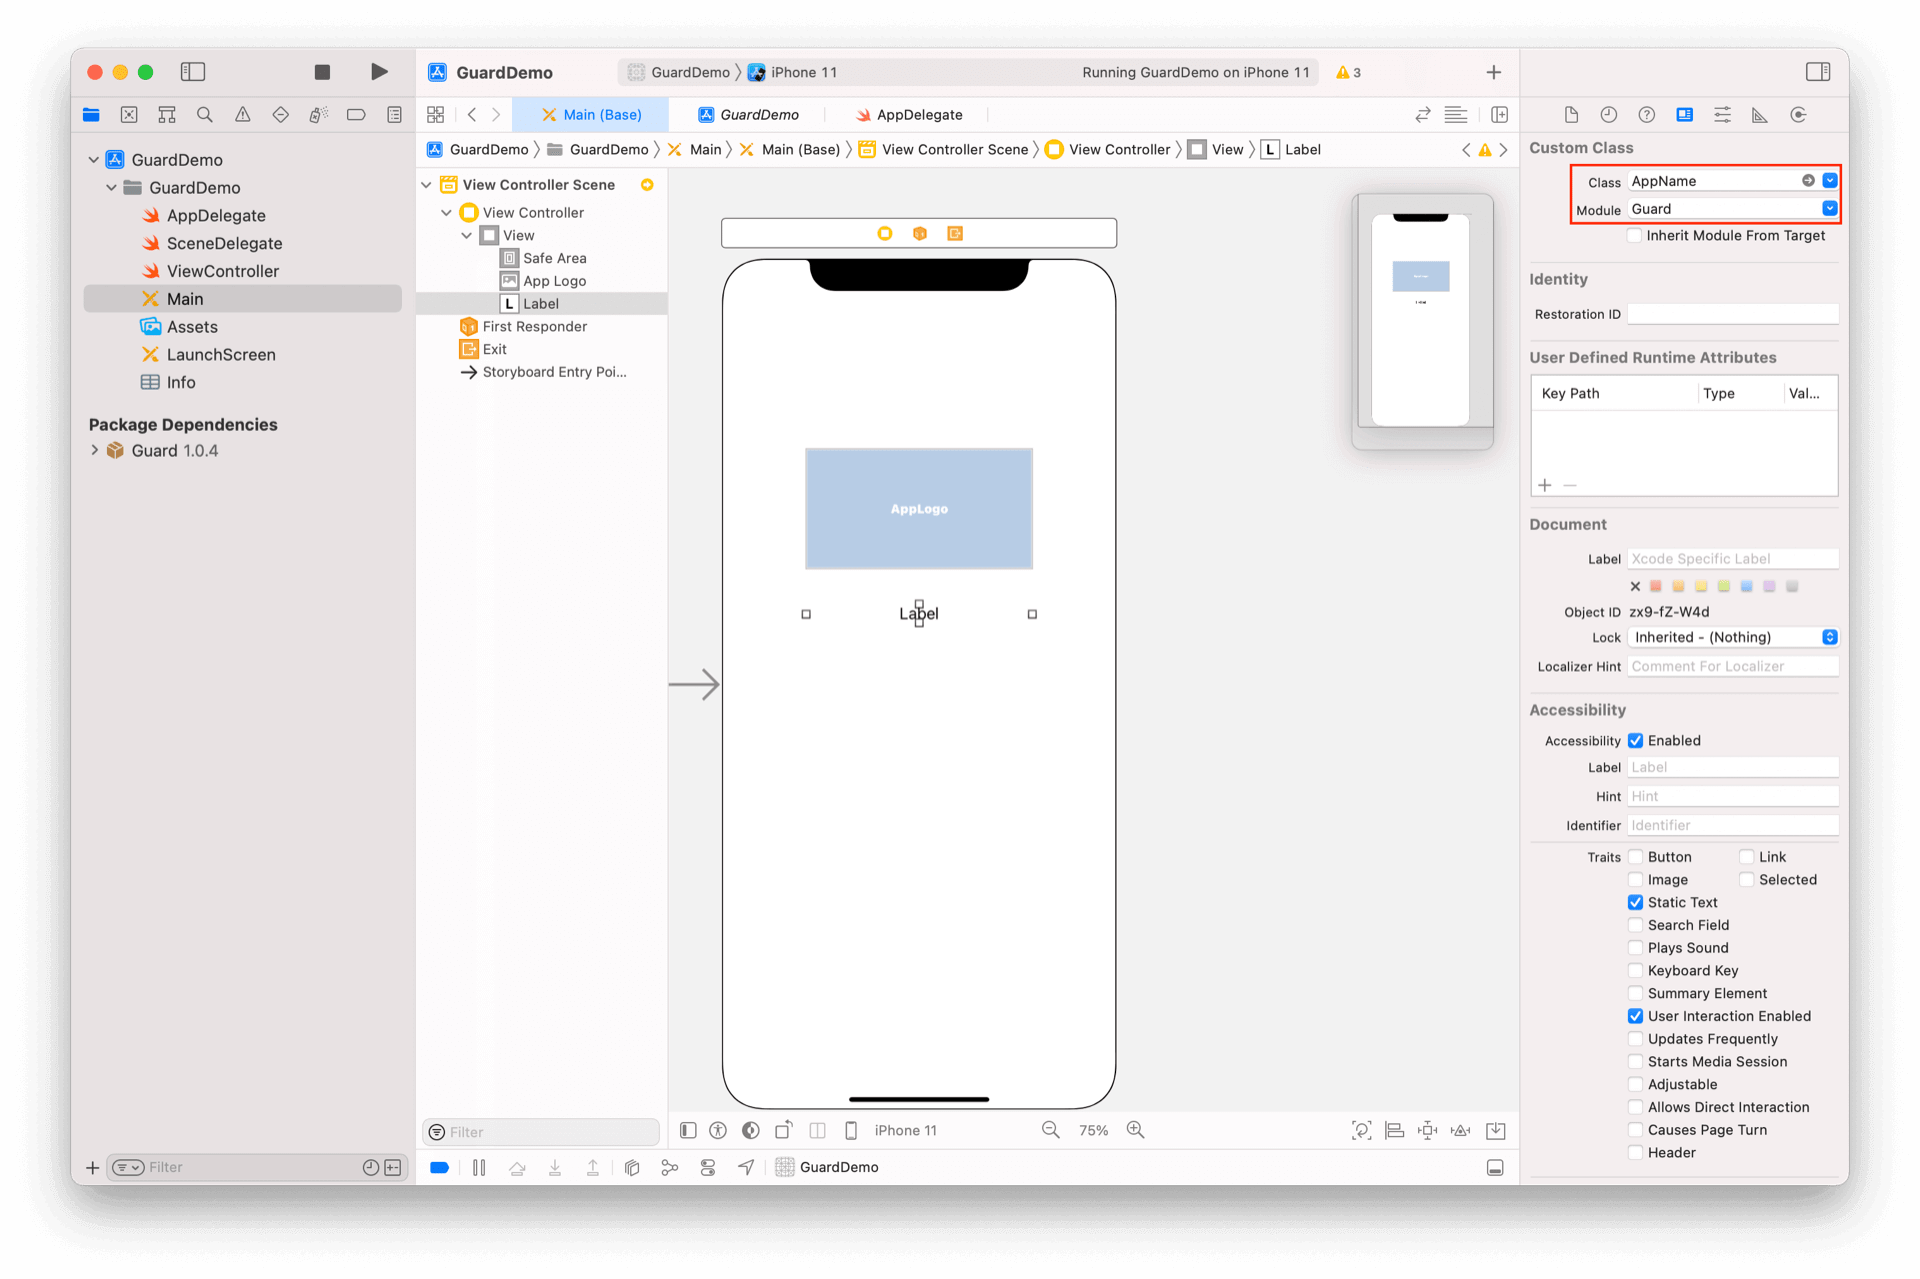 GuardDemo
GuardDemo
iPhone 11
Running GuardDemo on iPhone 11
3
Main (Base)
GuardDemo
AppDelegate
GuardDemo
GuardDemo
Main
Main (Base)
View Controller Scene
View Controller
View
L
Label
GuardDemo
GuardDemo
AppDelegate
SceneDelegate
ViewController
Main
Assets
LaunchScreen
Info
Package Dependencies
Guard 1.0.4
Filter
View Controller Scene
View Controller
View
Safe Area
App Logo
L Label
First Responder
Exit
Storyboard Entry Poi...
Filter
AppLogo
Label
iPhone 11
75%
GuardDemo
Custom Class
Class AppName
Module Guard
Inherit Module From Target
Identity
Restoration ID
User Defined Runtime Attributes
Key Path Type Val...
Document
Label Xcode Specific Label
Object ID zx9-fZ-W4d
Lock Inherited - (Nothing)
Localizer Hint Comment For Localizer
Accessibility
Accessibility Enabled
Label Label
Hint Hint
Identifier Identifier
Traits Button Link
Image Selected
Static Text
Search Field
Plays Sound
Keyboard Key
Summary Element
User Interaction Enabled
Updates Frequently
Starts Media Session
Adjustable
Allows Direct Interaction
Causes Page Turn
Header